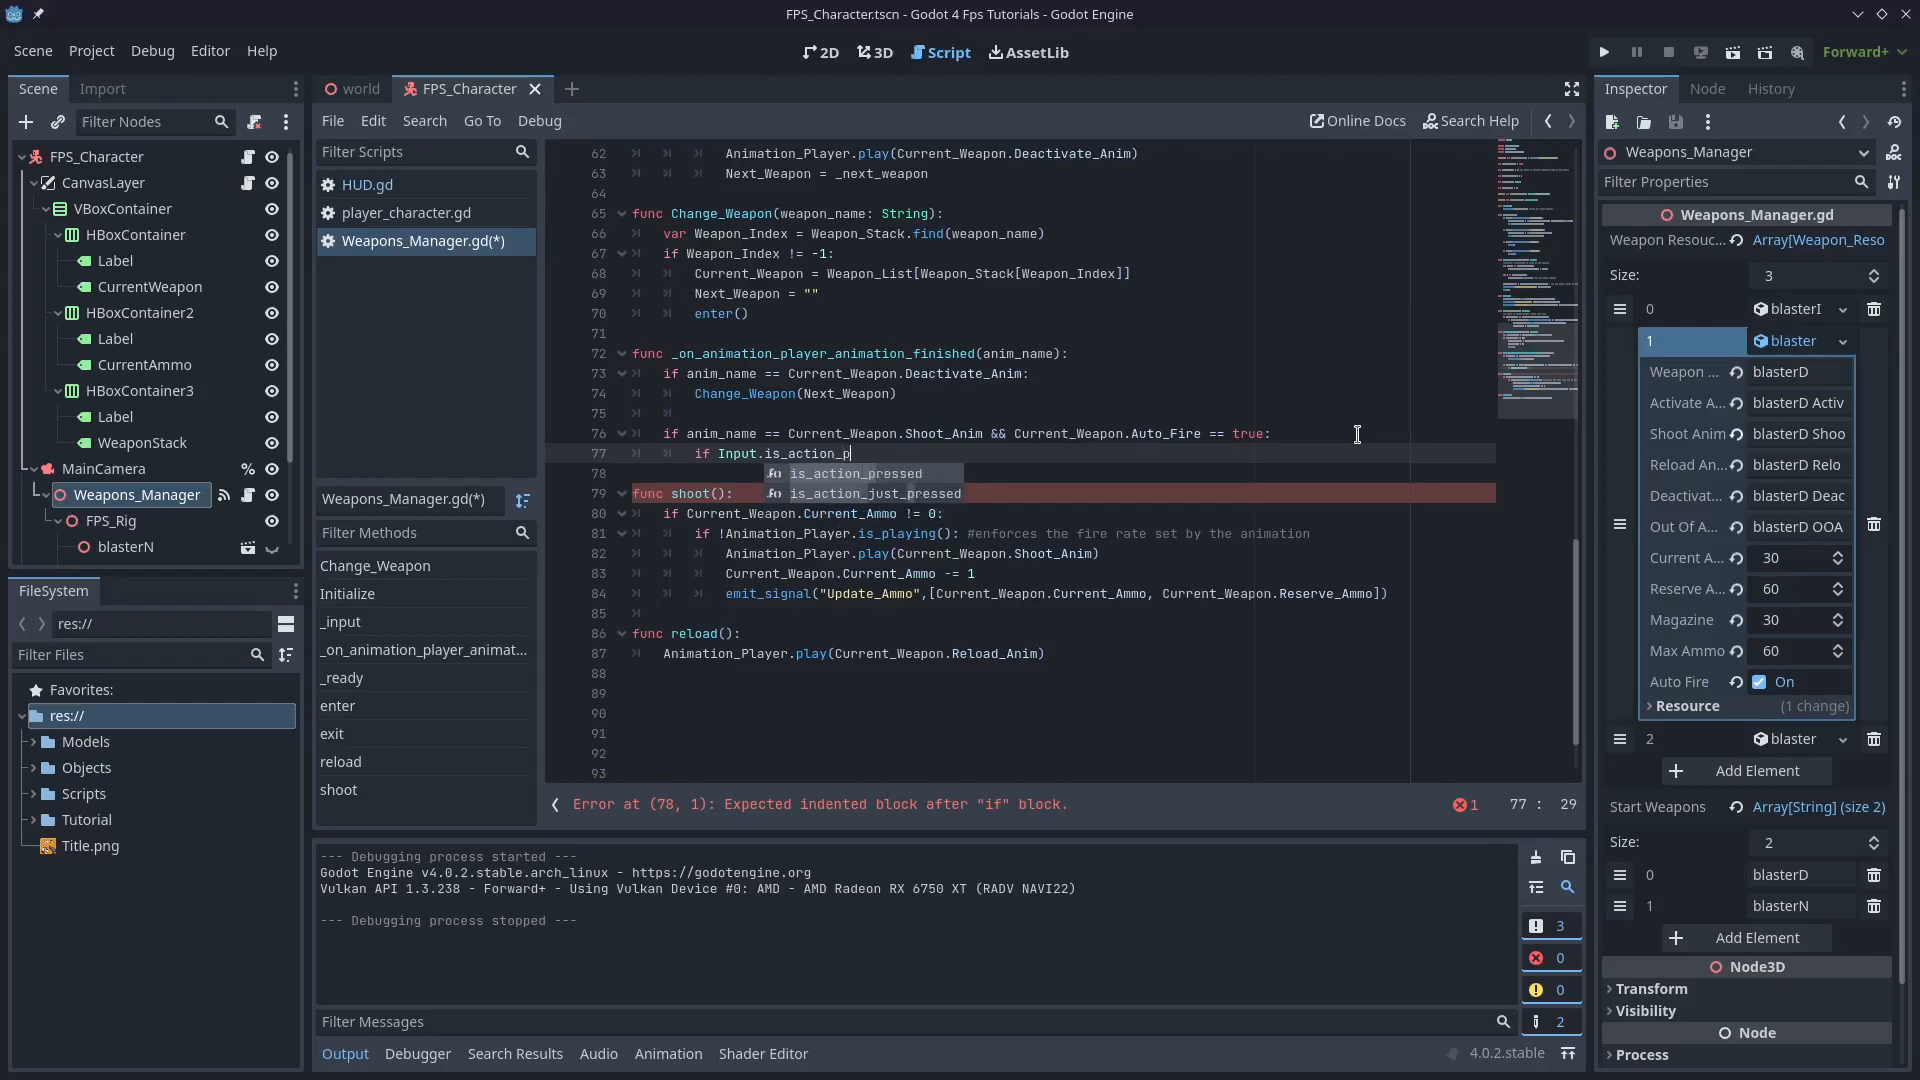 FPS_Character.tscn - Godot 4 Fps Tutorials - Godot Engine
Scene Project Debug Editor Help
2D 3D Script AssetLib
Forward+
Scene Import
Filter Nodes
FPS_Character
CanvasLayer
VBoxContainer
HBoxContainer
Label
CurrentWeapon
HBoxContainer2
Label
CurrentAmmo
HBoxContainer3
Label
WeaponStack
MainCamera
Weapons_Manager
FPS_Rig
blasterN
FileSystem
res://
Filter Files
Favorites:
res://
Models
Objects
Scripts
Tutorial
Title.png
world FPS_Character
File Edit Search Go To Debug
Online Docs Search Help
Filter Scripts
HUD.gd
player_character.gd
Weapons_Manager.gd(*)
Weapons_Manager.gd(*)
Filter Methods
Change_Weapon
Initialize
_input
_on_animation_player_animat...
_ready
enter
exit
reload
shoot
62 Animation_Player.play(Current_Weapon.Deactivate_Anim)
63 Next_Weapon = _next_weapon
64
65 func Change_Weapon(weapon_name: String):
66 var Weapon_Index = Weapon_Stack.find(weapon_name)
67 if Weapon_Index != -1:
68 Current_Weapon = Weapon_List[Weapon_Stack[Weapon_Index]]
69 Next_Weapon = ""
70 enter()
71
72 func _on_animation_player_animation_finished(anim_name):
73 if anim_name == Current_Weapon.Deactivate_Anim:
74 Change_Weapon(Next_Weapon)
75
76 if anim_name == Current_Weapon.Shoot_Anim && Current_Weapon.Auto_Fire == true:
77 if Input.is_action_p
78 is_action_pressed
79 func shoot(): is_action_just_pressed
80 if Current_Weapon.Current_Ammo != 0:
81 if !Animation_Player.is_playing(): #enforces the fire rate set by the animation
82 Animation_Player.play(Current_Weapon.Shoot_Anim)
83 Current_Weapon.Current_Ammo -= 1
84 emit_signal("Update_Ammo",[Current_Weapon.Current_Ammo, Current_Weapon.Reserve_Ammo])
85
86 func reload():
87 Animation_Player.play(Current_Weapon.Reload_Anim)
88
89
90
91
92
93
Error at (78, 1): Expected indented block after "if" block.
1 77 : 29
--- Debugging process started ---
Godot Engine v4.0.2.stable.arch_linux - https://godotengine.org
Vulkan API 1.3.238 - Forward+ - Using Vulkan Device #0: AMD - AMD Radeon RX 6750 XT (RADV NAVI22)
--- Debugging process stopped ---
3
0
0
2
Filter Messages
Output Debugger Search Results Audio Animation Shader Editor
4.0.2.stable
Inspector Node History
Weapons_Manager
Filter Properties
Weapons_Manager.gd
Weapon Resouc... Array[Weapon_Reso
Size: 3
0 blasterI
1 blaster
Weapon ... blasterD
Activate A... blasterD Activ
Shoot Anim blasterD Shoo
Reload An... blasterD Relo
Deactivat... blasterD Deac
Out Of A... blasterD OOA
Current A... 30
Reserve A... 60
Magazine 30
Max Ammo 60
Auto Fire On
Resource (1 change)
2 blaster
Add Element
Start Weapons Array[String] (size 2)
Size: 2
0 blasterD
1 blasterN
Add Element
Node3D
Transform
Visibility
Node
Process